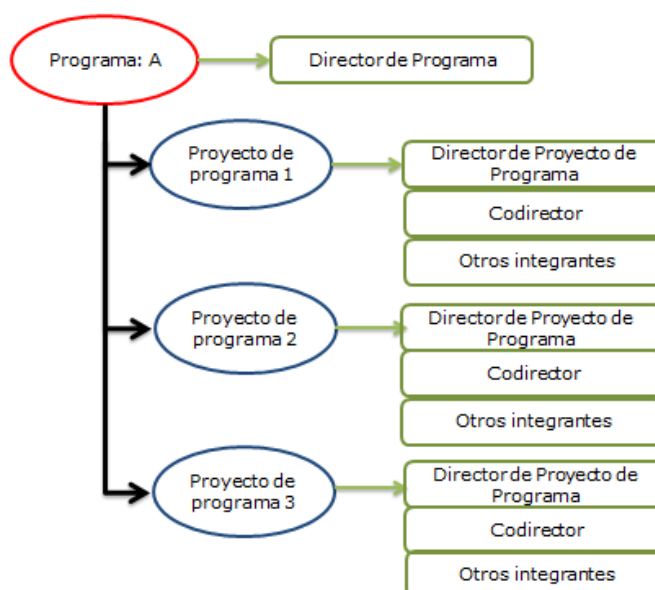 Programa: A
Director de Programa
Proyecto de
programa 1
Director de Proyecto de
Programa
Codirector
Otros integrantes
Proyecto de
programa 2
Director de Proyecto de
Programa
Codirector
Otros integrantes
Proyecto de
programa 3
Director de Proyecto de
Programa
Codirector
Otros integrantes